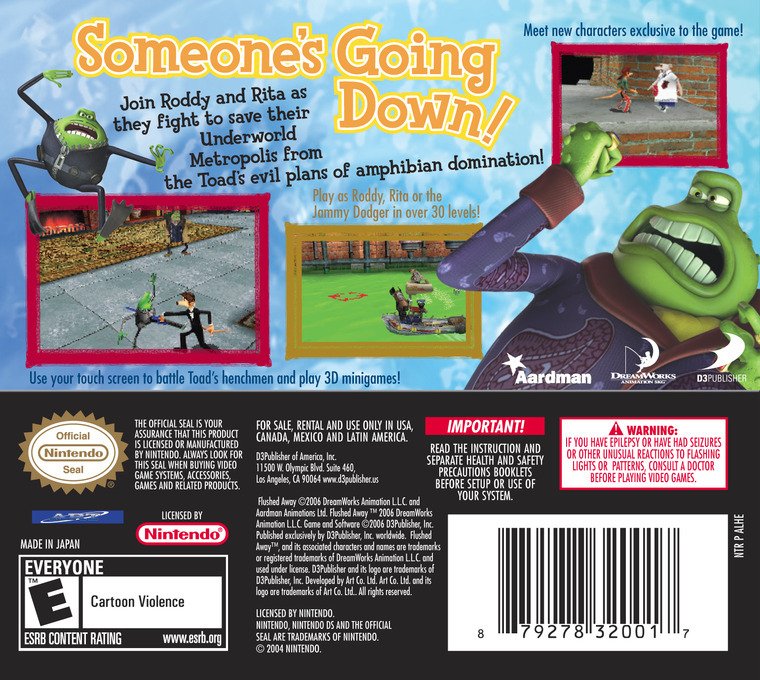 Someone's Going
Down!
Meet new characters exclusive to the game!
Join Roddy and Rita as
they fight to save their
Underworld
Metropolis from
the Toad's evil plans of amphibian domination!
Play as Roddy, Rita or the
Jammy Dodger in over 30 levels!
Use your touch screen to battle Toad's henchmen and play 3D minigames!
Aardman
DREAMWORKS
ANIMATION SKG
D3PUBLISHER
Official
Nintendo
Seal
THE OFFICIAL SEAL IS YOUR
ASSURANCE THAT THIS PRODUCT
IS LICENSED OR MANUFACTURED
BY NINTENDO. ALWAYS LOOK FOR
THIS SEAL WHEN BUYING VIDEO
GAME SYSTEMS, ACCESSORIES,
GAMES AND RELATED PRODUCTS.
LICENSED BY
Nintendo®
MADE IN JAPAN
EVERYONE
TM
E
Cartoon Violence
ESRB CONTENT RATING www.esrb.org
FOR SALE, RENTAL AND USE ONLY IN USA,
CANADA, MEXICO AND LATIN AMERICA.
D3Publisher of America, Inc.
11500 W. Olympic Blvd. Suite 460,
Los Angeles, CA 90064 www.d3publisher.us
Flushed Away ©2006 DreamWorks Animation L.L.C. and
Aardman Animations Ltd. Flushed Away ™ 2006 DreamWorks
Animation L.L.C. Game and Software ©2006 D3Publisher, Inc.
Published exclusively by D3Publisher, Inc. worldwide. Flushed
Away™, and its associated characters and names are trademarks
or registered trademarks of DreamWorks Animation L.L.C. and
used under license. D3Publisher and its logo are trademarks of
D3Publisher, Inc. Developed by Art Co. Ltd. Art Co. Ltd. and its
logo are trademarks of Art Co. Ltd.. All rights reserved.
LICENSED BY NINTENDO.
NINTENDO, NINTENDO DS AND THE OFFICIAL
SEAL ARE TRADEMARKS OF NINTENDO.
© 2004 NINTENDO.
IMPORTANT!
READ THE INSTRUCTION AND
SEPARATE HEALTH AND SAFETY
PRECAUTIONS BOOKLETS
BEFORE SETUP OR USE OF
YOUR SYSTEM.
WARNING:
IF YOU HAVE EPILEPSY OR HAVE HAD SEIZURES
OR OTHER UNUSUAL REACTIONS TO FLASHING
LIGHTS OR PATTERNS, CONSULT A DOCTOR
BEFORE PLAYING VIDEO GAMES.
8 79278 32001 7
NTR P ALHE